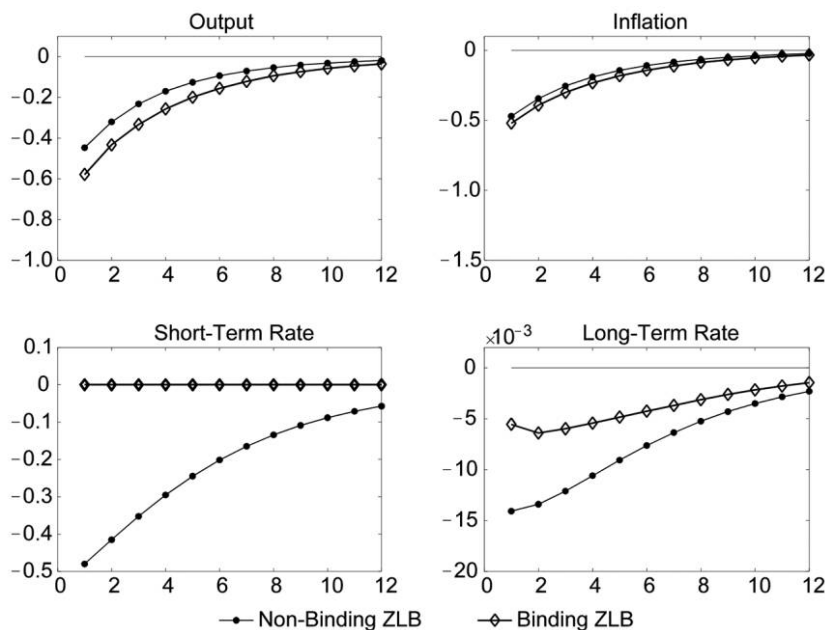 Output
0
−0.2
−0.4
−0.6
−0.8
−1.0
0 2 4 6 8 10 12
Inflation
0
−0.5
−1.0
−1.5
0 2 4 6 8 10 12
Short-Term Rate
0.1
0
−0.1
−0.2
−0.3
−0.4
−0.5
0 2 4 6 8 10 12
×10⁻³ Long-Term Rate
0
−5
−10
−15
−20
0 2 4 6 8 10 12
Non-Binding ZLB Binding ZLB